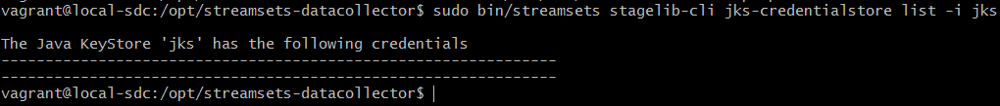 vagrant@local-sdc:/opt/streamsets-datacollector$ sudo bin/streamsets stagelib-cli jks-credentialstore list -i jks
The Java KeyStore 'jks' has the following credentials
----------------------------------------------------------------
----------------------------------------------------------------
vagrant@local-sdc:/opt/streamsets-datacollector$